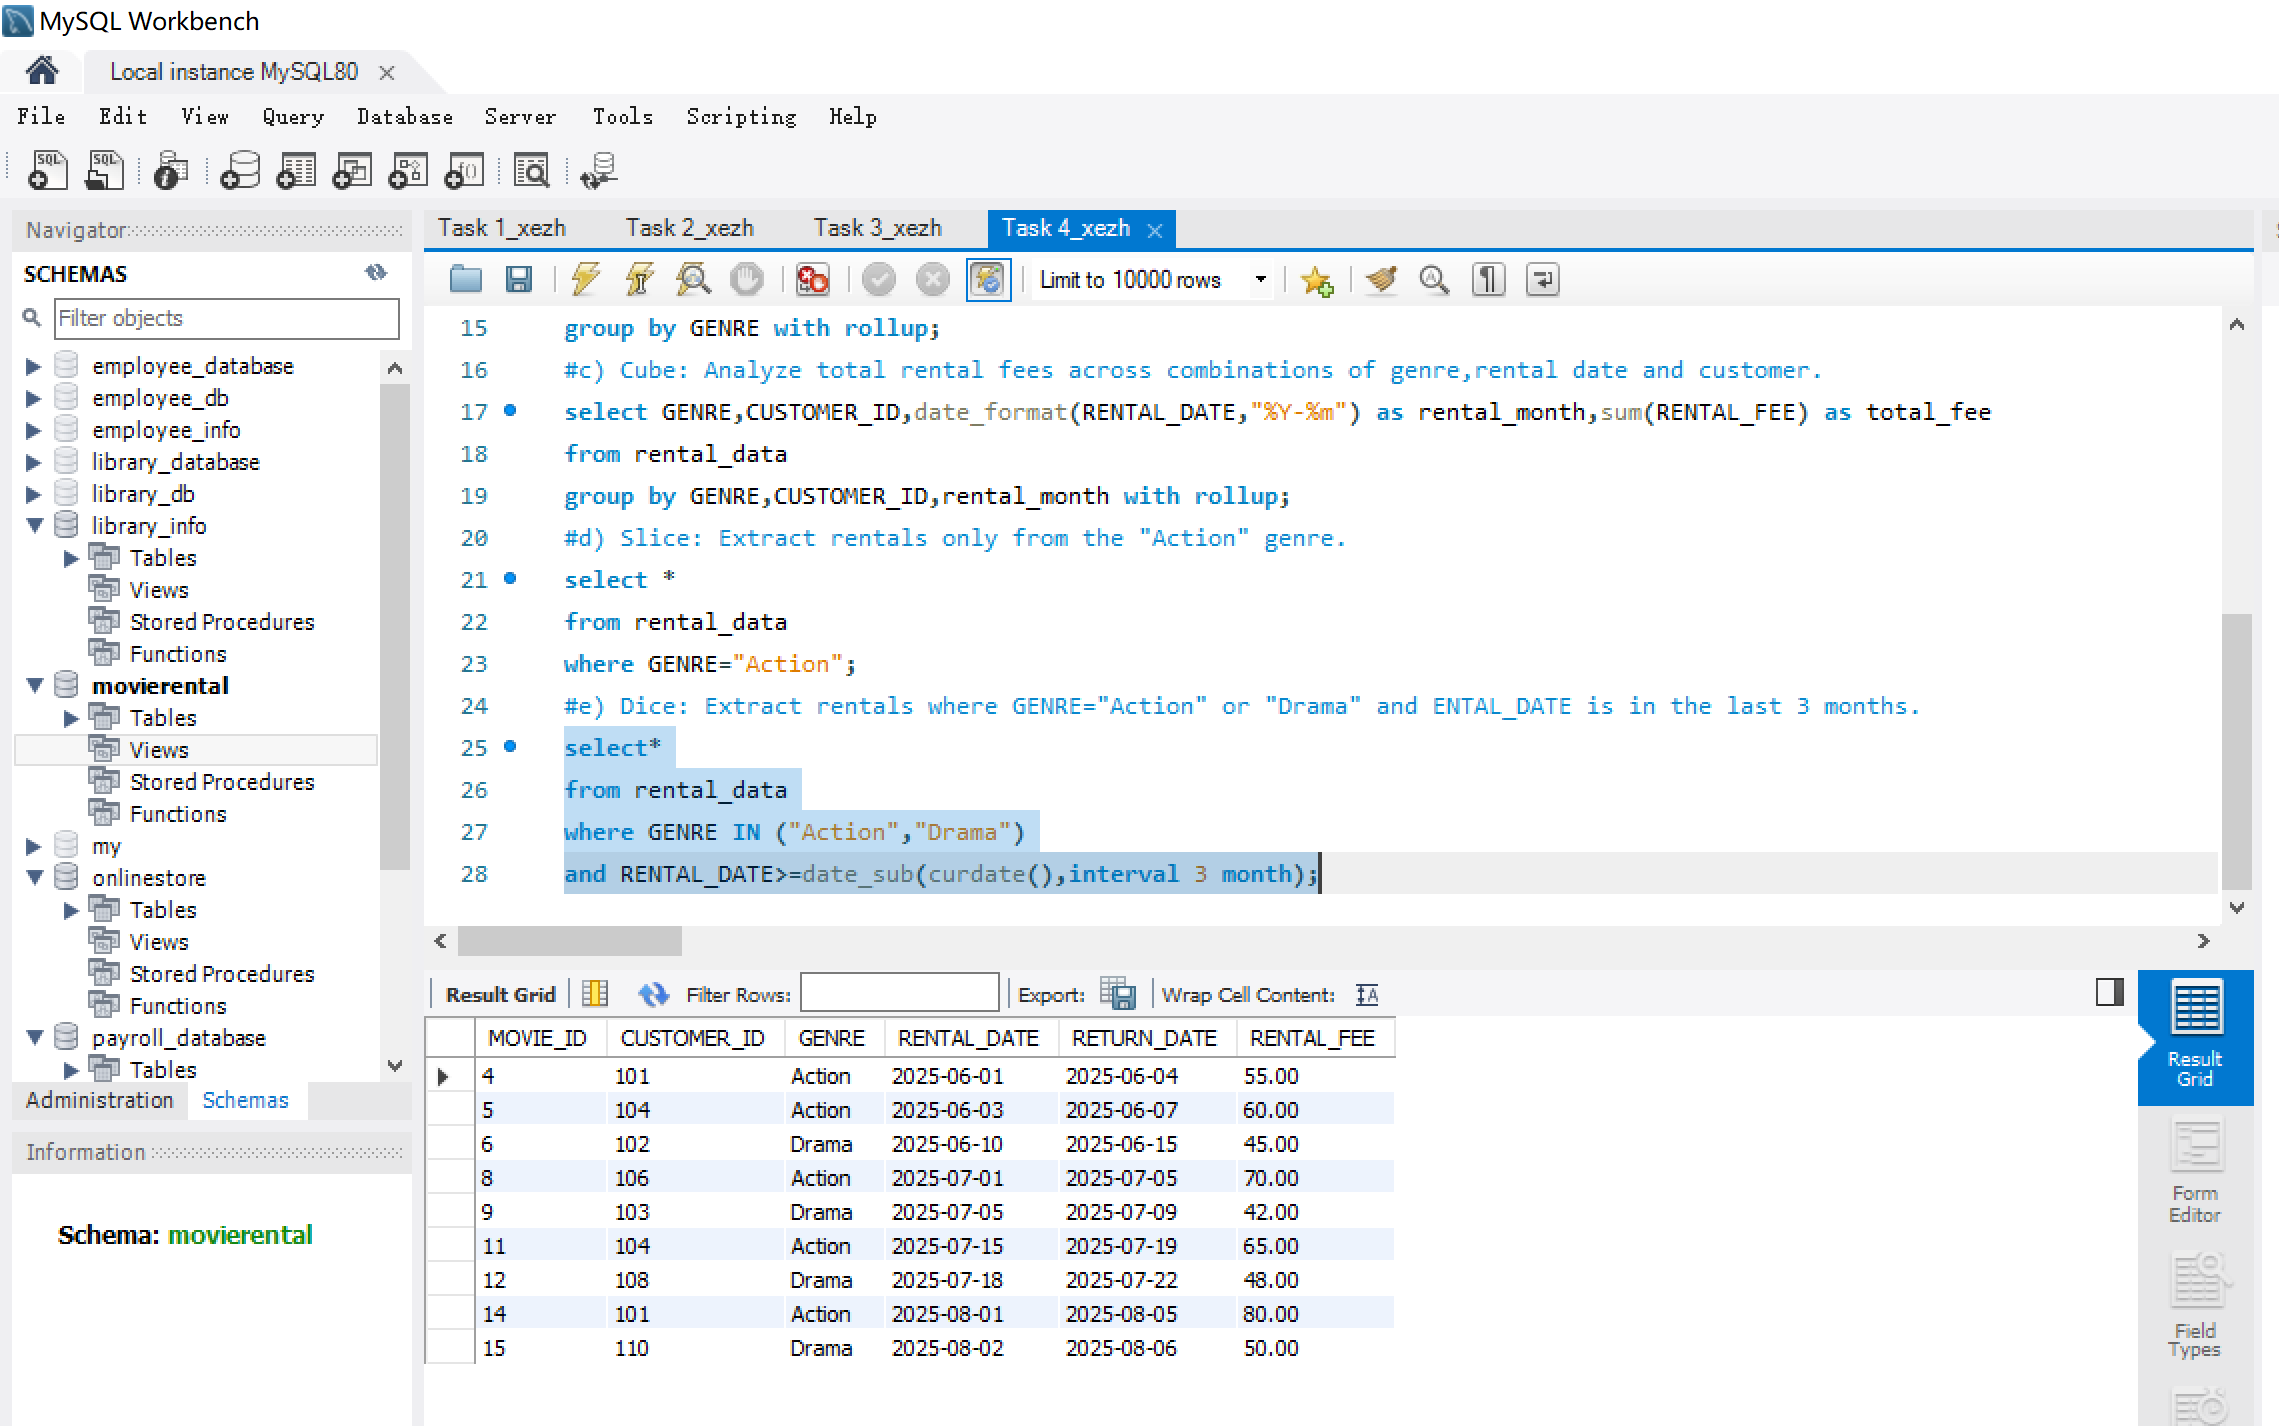 MySQL Workbench
Local instance MySQL80
File Edit View Query Database Server Tools Scripting Help
Navigator
SCHEMAS
Filter objects
employee_database
employee_db
employee_info
library_database
library_db
library_info
Tables
Views
Stored Procedures
Functions
movierental
Tables
Views
Stored Procedures
Functions
my
onlinestore
Tables
Views
Stored Procedures
Functions
payroll_database
Tables
Administration Schemas
Information
Schema: movierental
Task 1_xezh Task 2_xezh Task 3_xezh Task 4_xezh
Limit to 10000 rows
15 group by GENRE with rollup;
16 #c) Cube: Analyze total rental fees across combinations of genre,rental date and customer.
17 select GENRE,CUSTOMER_ID,date_format(RENTAL_DATE,"%Y-%m") as rental_month,sum(RENTAL_FEE) as total_fee
18 from rental_data
19 group by GENRE,CUSTOMER_ID,rental_month with rollup;
20 #d) Slice: Extract rentals only from the "Action" genre.
21 select *
22 from rental_data
23 where GENRE="Action";
24 #e) Dice: Extract rentals where GENRE="Action" or "Drama" and ENTAL_DATE is in the last 3 months.
25 select*
26 from rental_data
27 where GENRE IN ("Action","Drama")
28 and RENTAL_DATE>=date_sub(curdate(),interval 3 month);
Result Grid Filter Rows: Export: Wrap Cell Content:
MOVIE_ID CUSTOMER_ID GENRE RENTAL_DATE RETURN_DATE RENTAL_FEE
4 101 Action 2025-06-01 2025-06-04 55.00
5 104 Action 2025-06-03 2025-06-07 60.00
6 102 Drama 2025-06-10 2025-06-15 45.00
8 106 Action 2025-07-01 2025-07-05 70.00
9 103 Drama 2025-07-05 2025-07-09 42.00
11 104 Action 2025-07-15 2025-07-19 65.00
12 108 Drama 2025-07-18 2025-07-22 48.00
14 101 Action 2025-08-01 2025-08-05 80.00
15 110 Drama 2025-08-02 2025-08-06 50.00
Result
Grid
Form
Editor
Field
Types